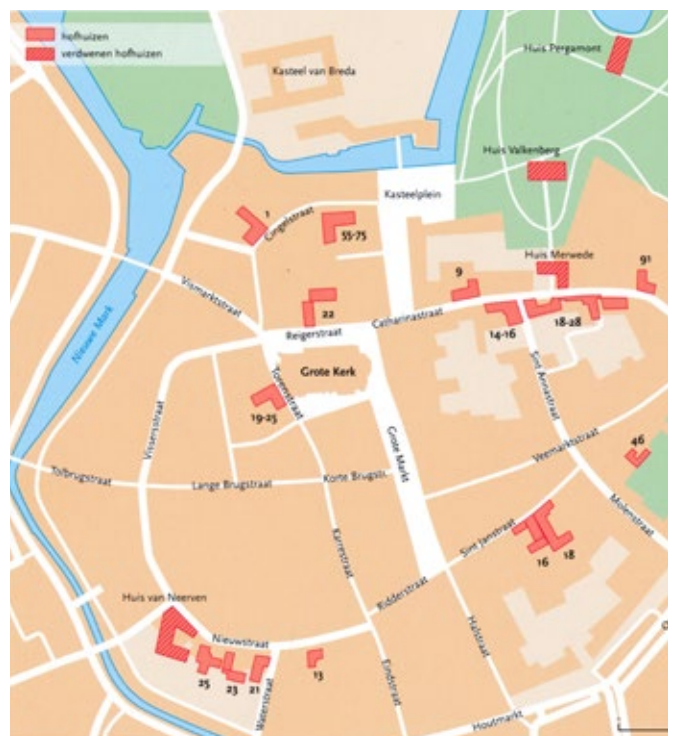 hofhuizen
verdwenen hofhuizen
Huis Pergamont
Kasteel van Breda
Huis Valkenberg
Kasteelplein
1
Cingelstraat
55-75
Huis Merwede
9
91
Vismarktstraat
22
Catharinastraat
14-16
18-28
Reigerstraat
Nieuwe Mark
Grote Kerk
Torenstraat
Sint Annastraat
19-25
Vissersstraat
Grote Markt
Veemarktstraat
46
Tolbrugstraat
Lange Brugstraat
Korte Brugstr.
Molenstraat
Karrestraat
Sint Janstraat
16
18
Huis van Neerven
Ridderstraat
Nieuwstraat
Halstraat
25
23
21
13
Waterstraat
Eindstraat
Houtmarkt